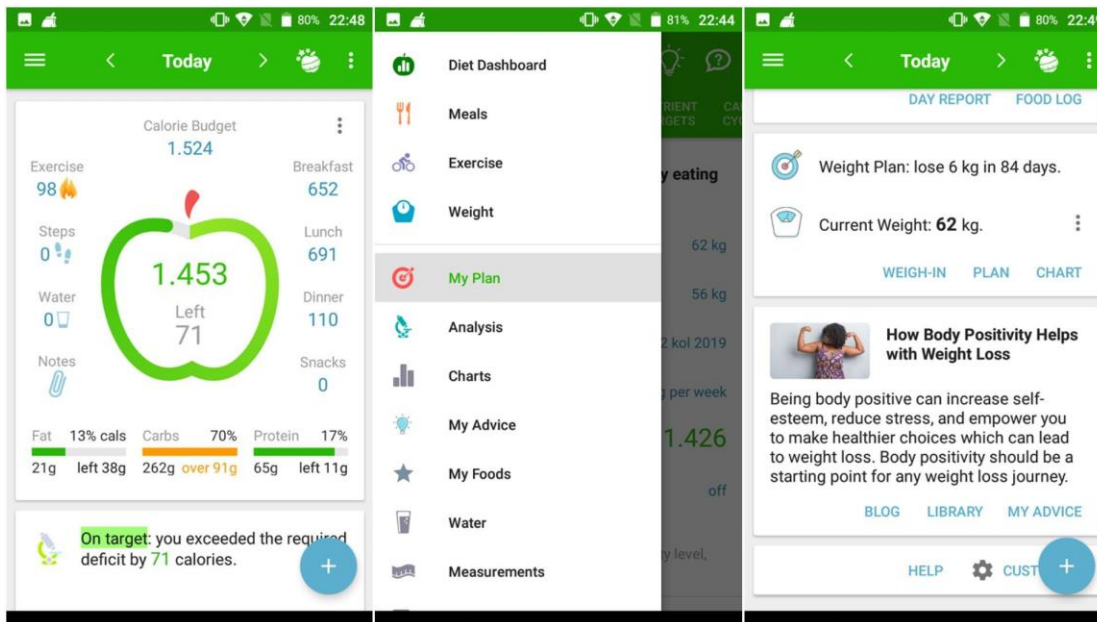 80% 22:48
Today
Calorie Budget
1.524
Exercise
98
Breakfast
652
Steps
0
Lunch
691
1.453
Left
71
Water
0
Dinner
110
Notes
Snacks
0
Fat 13% cals Carbs 70% Protein 17%
21g left 38g 262g over 91g 65g left 11g
On target: you exceeded the required
deficit by 71 calories.
+
81% 22:44
Diet Dashboard
Meals
Exercise
Weight
My Plan
Analysis
Charts
My Advice
My Foods
Water
Measurements
y eating
62 kg
56 kg
2 kol 2019
per week
1.426
off
ty level,
80% 22:4
Today
DAY REPORT FOOD LOG
Weight Plan: lose 6 kg in 84 days.
Current Weight: 62 kg.
WEIGH-IN PLAN CHART
How Body Positivity Helps
with Weight Loss
Being body positive can increase self-
esteem, reduce stress, and empower you
to make healthier choices which can lead
to weight loss. Body positivity should be a
starting point for any weight loss journey.
BLOG LIBRARY MY ADVICE
HELP CUST
+